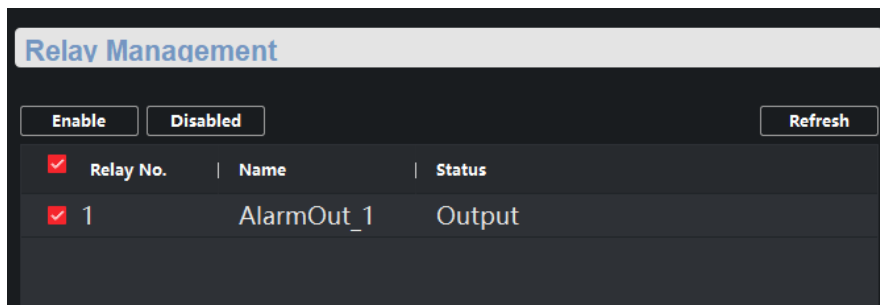 Relay Management
Enable Disabled Refresh
Relay No. | Name | Status
1 AlarmOut_1 Output